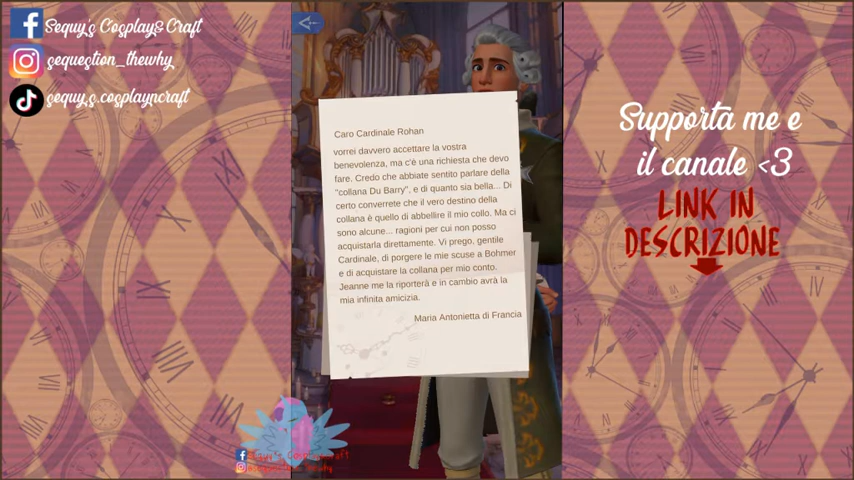 Sequy's Cosplay&Craft
sequestion_thewhy
sequy.s.cosplayncraft
Caro Cardinale Rohan
vorrei davvero accettare la vostra
benevolenza, ma c'è una richiesta che devo
fare. Credo che abbiate sentito parlare della
"collana Du Barry", e di quanto sia bella... Di
certo converrete che il vero destino della
collana è quello di abbellire il mio collo. Ma ci
sono alcune... ragioni per cui non posso
acquistarla direttamente. Vi prego, gentile
Cardinale, di porgere le mie scuse a Bohmer
e di acquistare la collana per mio conto.
Jeanne me la riporterà e in cambio avrà la
mia infinita amicizia.
Maria Antonietta di Francia
Supporta me e
il canale <3
LINK IN
DESCRIZIONE